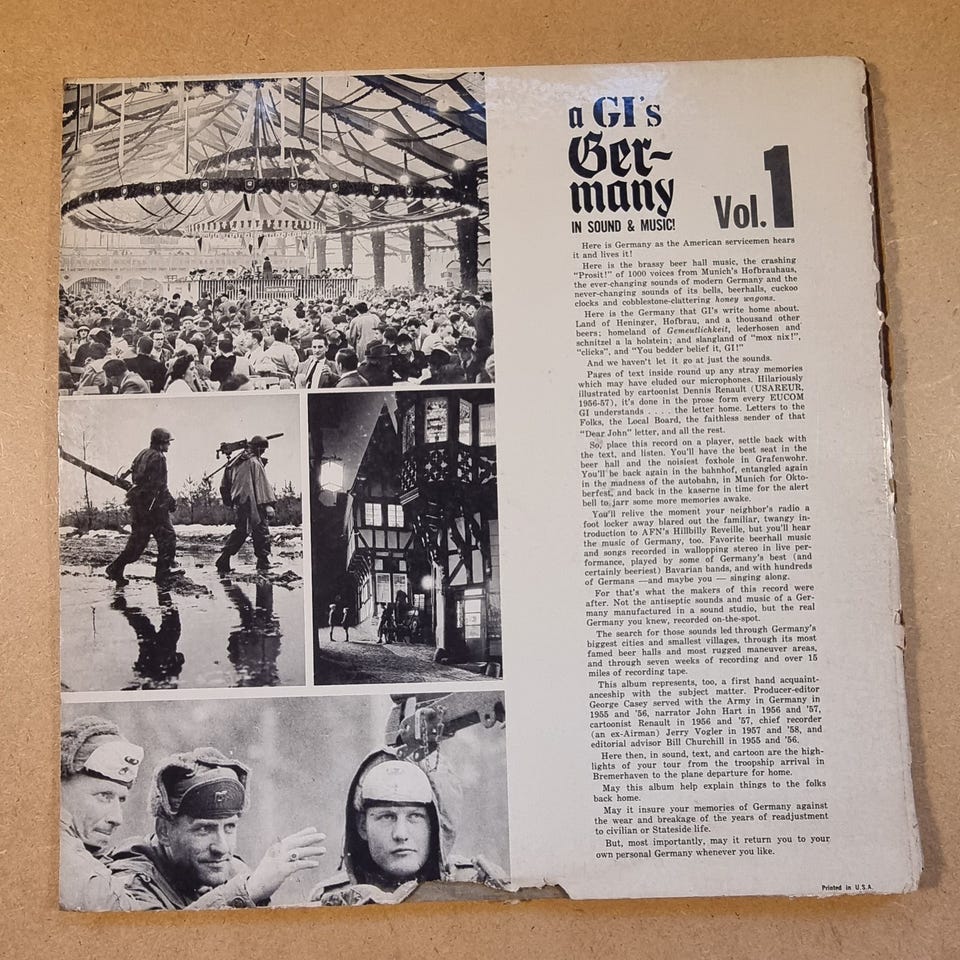 a GI's
Ger-
many
IN SOUND & MUSIC!
Vol. 1
Here is Germany as the American servicemen hears
it and lives it!
Here is the brassy beer hall music, the crashing
"Prosit!" of 1000 voices from Munich's Hofbrauhaus,
the ever-changing sounds of modern Germany and the
never-changing sounds of its bells, beerhalls, cuckoo
clocks and cobblestone-clattering honey wagons.
Here is the Germany that GI's write home about.
Land of Heninger, Hofbrau, and a thousand other
beers; homeland of Gemeutlichkeit, lederhosen and
schnitzel a la holstein; and slangland of "mox nix!",
"clicks", and "You bedder belief it, GI!"
And we haven't let it go at just the sounds.
Pages of text inside round up any stray memories
which may have eluded our microphones. Hilariously
illustrated by cartoonist Dennis Renault (USAREUR,
1956-57), it's done in the prose form every EUCOM
GI understands . . . . the letter home. Letters to the
Folks, the Local Board, the faithless sender of that
"Dear John" letter, and all the rest.
So, place this record on a player, settle back with
the text, and listen. You'll have the best seat in the
beer hall and the noisiest foxhole in Grafenwohr.
You'll be back again in the bahnhof, entangled again
in the madness of the autobahn, in Munich for Okto-
berfest, and back in the kaserne in time for the alert
bell to jarr some more memories awake.
You'll relive the moment your neighbor's radio a
foot locker away blared out the familiar, twangy in-
troduction to AFN's Hillbilly Reveille, but you'll hear
the music of Germany, too. Favorite beerhall music
and songs recorded in wallopping stereo in live per-
formance, played by some of Germany's best (and
certainly beeriest) Bavarian bands, and with hundreds
of Germans —and maybe you — singing along.
For that's what the makers of this record were
after. Not the antiseptic sounds and music of a Ger-
many manufactured in a sound studio, but the real
Germany you knew, recorded on-the-spot.
The search for those sounds led through Germany's
biggest cities and smallest villages, through its most
famed beer halls and most rugged maneuver areas,
and through seven weeks of recording and over 15
miles of recording tape.
This album represents, too, a first hand acquaint-
anceship with the subject matter. Producer-editor
George Casey served with the Army in Germany in
1955 and '56, narrator John Hart in 1956 and '57,
cartoonist Renault in 1956 and '57, chief recorder
(an ex-Airman) Jerry Vogler in 1957 and '58, and
editorial advisor Bill Churchill in 1955 and '56.
Here then, in sound, text, and cartoon are the high-
lights of your tour from the troopship arrival in
Bremerhaven to the plane departure for home.
May this album help explain things to the folks
back home.
May it insure your memories of Germany against
the wear and breakage of the years of readjustment
to civilian or Stateside life.
But, most importantly, may it return you to your
own personal Germany whenever you like.
Printed in U.S.A.